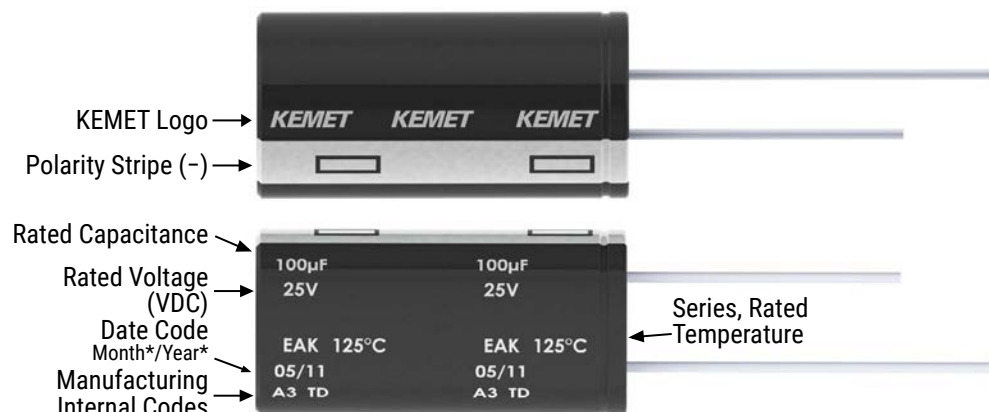 KEMET Logo
KEMET KEMET KEMET
Polarity Stripe (−)
Rated Capacitance
100μF 100μF
Rated Voltage
(VDC)
25V 25V
Series, Rated
Temperature
Date Code
Month*/Year*
EAK 125°C EAK 125°C
05/11 05/11
Manufacturing
Internal Codes
A3 TD A3 TD